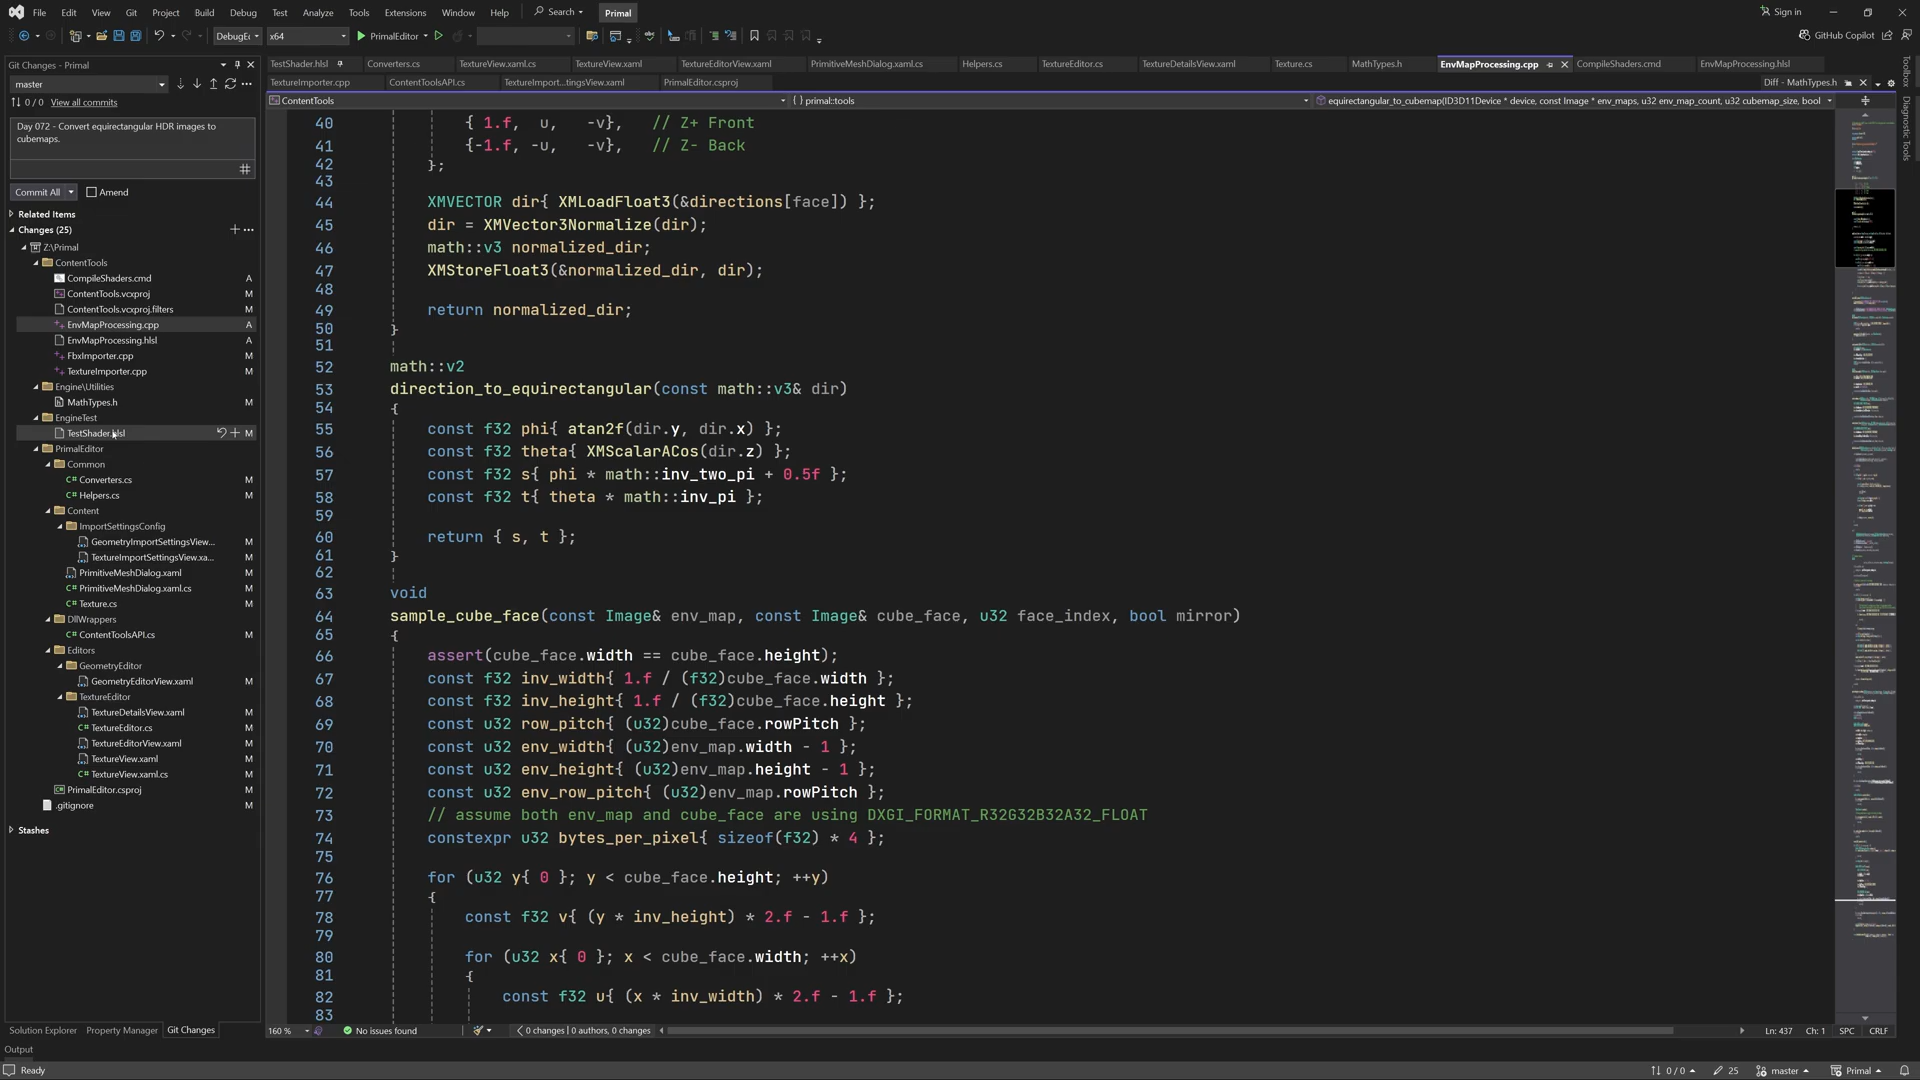 File Edit View Git Project Build Debug Test Analyze Tools Extensions Window Help Search Primal Sign in
DebugEc x64 PrimalEditor GitHub Copilot
Git Changes - Primal
TestShader.hlsl Converters.cs TextureView.xaml.cs TextureView.xaml TextureEditorView.xaml PrimitiveMeshDialog.xaml.cs Helpers.cs TextureEditor.cs TextureDetailsView.xaml Texture.cs MathTypes.h EnvMapProcessing.cpp CompileShaders.cmd EnvMapProcessing.hlsl
TextureImporter.cpp ContentToolsAPI.cs TextureImport...tingsView.xaml PrimalEditor.csproj Diff - MathTypes.h
ContentTools { } primal::tools equirectangular_to_cubemap(ID3D11Device * device, const Image * env_maps, u32 env_map_count, u32 cubemap_size, bool
Toolbox
Diagnostic Tools
master
0 / 0 View all commits
Day 072 - Convert equirectangular HDR images to
cubemaps.
Commit All Amend
Related Items
Changes (25)
Z:\Primal
ContentTools
CompileShaders.cmd A
ContentTools.vcxproj M
ContentTools.vcxproj.filters M
EnvMapProcessing.cpp A
EnvMapProcessing.hlsl A
FbxImporter.cpp M
TextureImporter.cpp M
Engine\Utilities
MathTypes.h M
EngineTest
TestShader.hlsl M
PrimalEditor
Common
Converters.cs M
Helpers.cs M
Content
ImportSettingsConfig
GeometryImportSettingsView... M
TextureImportSettingsView.xa... M
PrimitiveMeshDialog.xaml M
PrimitiveMeshDialog.xaml.cs M
Texture.cs M
DllWrappers
ContentToolsAPI.cs M
Editors
GeometryEditor
GeometryEditorView.xaml M
TextureEditor
TextureDetailsView.xaml M
TextureEditor.cs M
TextureEditorView.xaml M
TextureView.xaml M
TextureView.xaml.cs M
PrimalEditor.csproj M
.gitignore M
Stashes
40 { 1.f, u, -v}, // Z+ Front
41 {-1.f, -u, -v}, // Z- Back
42 };
43
44 XMVECTOR dir{ XMLoadFloat3(&directions[face]) };
45 dir = XMVector3Normalize(dir);
46 math::v3 normalized_dir;
47 XMStoreFloat3(&normalized_dir, dir);
48
49 return normalized_dir;
50 }
51
52 math::v2
53 direction_to_equirectangular(const math::v3& dir)
54 {
55 const f32 phi{ atan2f(dir.y, dir.x) };
56 const f32 theta{ XMScalarACos(dir.z) };
57 const f32 s{ phi * math::inv_two_pi + 0.5f };
58 const f32 t{ theta * math::inv_pi };
59
60 return { s, t };
61 }
62
63 void
64 sample_cube_face(const Image& env_map, const Image& cube_face, u32 face_index, bool mirror)
65 {
66 assert(cube_face.width == cube_face.height);
67 const f32 inv_width{ 1.f / (f32)cube_face.width };
68 const f32 inv_height{ 1.f / (f32)cube_face.height };
69 const u32 row_pitch{ (u32)cube_face.rowPitch };
70 const u32 env_width{ (u32)env_map.width - 1 };
71 const u32 env_height{ (u32)env_map.height - 1 };
72 const u32 env_row_pitch{ (u32)env_map.rowPitch };
73 // assume both env_map and cube_face are using DXGI_FORMAT_R32G32B32A32_FLOAT
74 constexpr u32 bytes_per_pixel{ sizeof(f32) * 4 };
75
76 for (u32 y{ 0 }; y < cube_face.height; ++y)
77 {
78 const f32 v{ (y * inv_height) * 2.f - 1.f };
79
80 for (u32 x{ 0 }; x < cube_face.width; ++x)
81 {
82 const f32 u{ (x * inv_width) * 2.f - 1.f };
83
Solution Explorer Property Manager Git Changes
160 % No issues found 0 changes | 0 authors, 0 changes Ln: 437 Ch: 1 SPC CRLF
Output
Ready 0 / 0 25 master Primal